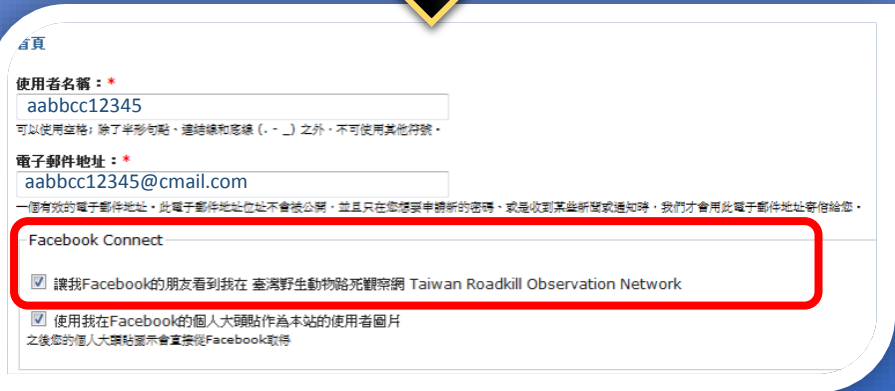 首頁
使用者名稱：*
aabbcc12345
可以使用空格; 除了半形句點、連結線和底線 (. - _) 之外，不可使用其他符號。
電子郵件地址：*
aabbcc12345@cmail.com
一個有效的電子郵件地址。此電子郵件地址位址不會被公開，並且只在您想要申請新的密碼、或是收到某些新聞或通知時，我們才會用此電子郵件地址寄信給您。
Facebook Connect
讓我Facebook的朋友看到我在 臺灣野生動物路死觀察網 Taiwan Roadkill Observation Network
使用我在Facebook的個人大頭貼作為本站的使用者圖片
之後您的個人大頭貼圖示會直接從Facebook取得